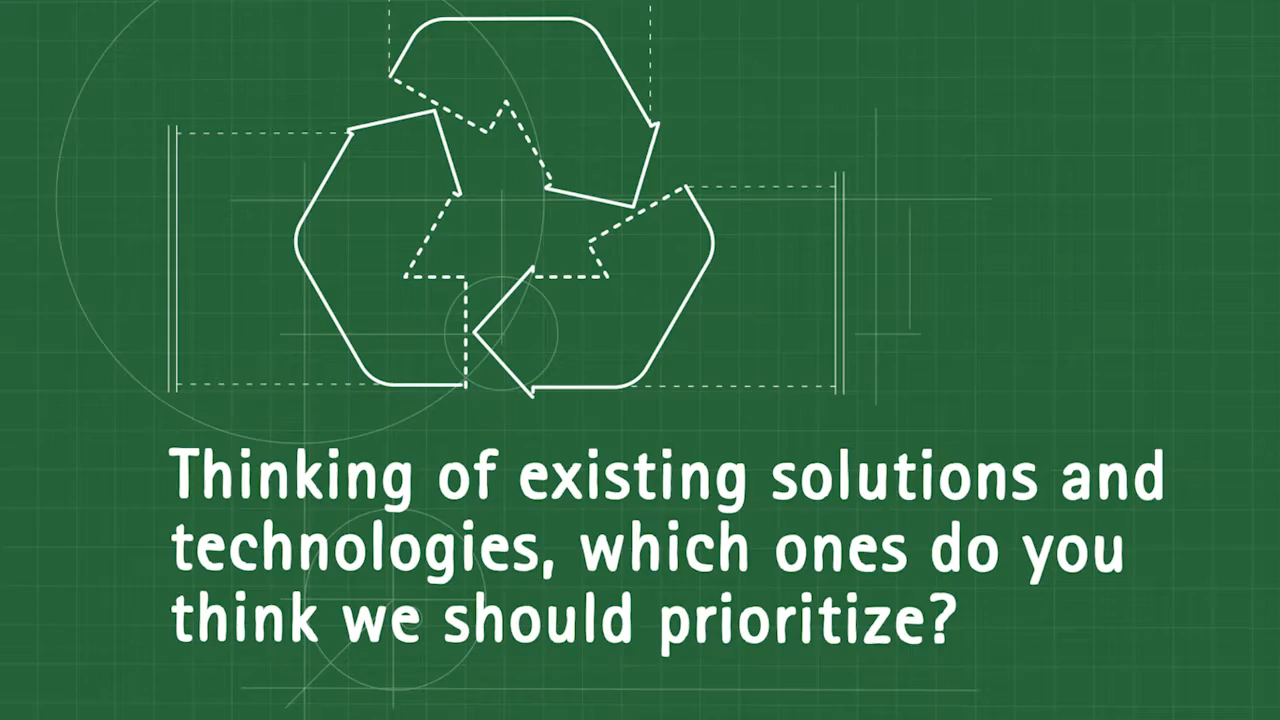 Thinking of existing solutions and
technologies, which ones do you
think we should prioritize?